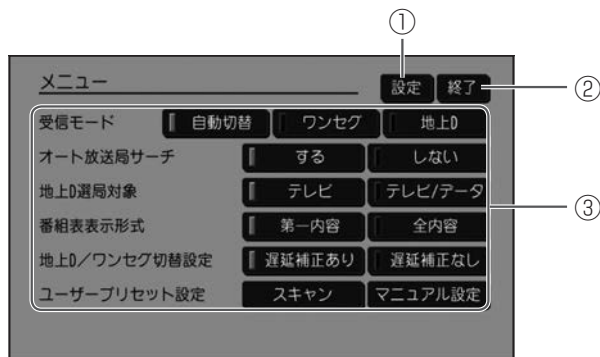 ①
メニュー 設定 終了
②
受信モード 自動切替 ワンセグ 地上D
オート放送局サーチ する しない
地上D選局対象 テレビ テレビ/データ
③
番組表表示形式 第一内容 全内容
地上D/ワンセグ切替設定 遅延補正あり 遅延補正なし
ユーザープリセット設定 スキャン マニュアル設定